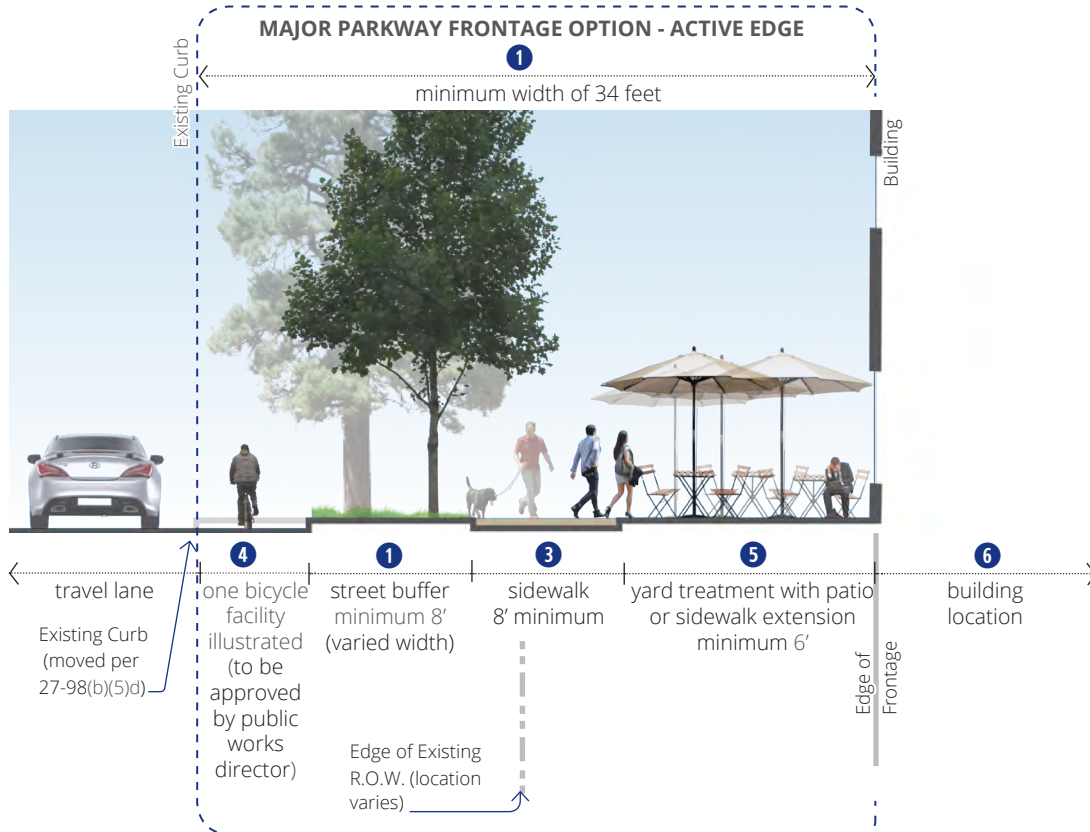 MAJOR PARKWAY FRONTAGE OPTION - ACTIVE EDGE
1
minimum width of 34 feet
Existing Curb
Building
4
1
3
5
6
travel lane
one bicycle
facility
illustrated
(to be
approved
by public
works
director)
street buffer
minimum 8’
(varied width)
sidewalk
8’ minimum
yard treatment with patio
or sidewalk extension
minimum 6’
building
location
Existing Curb
(moved per
27-98(b)(5)d)
Edge of Existing
R.O.W. (location
varies)
Edge of
Frontage